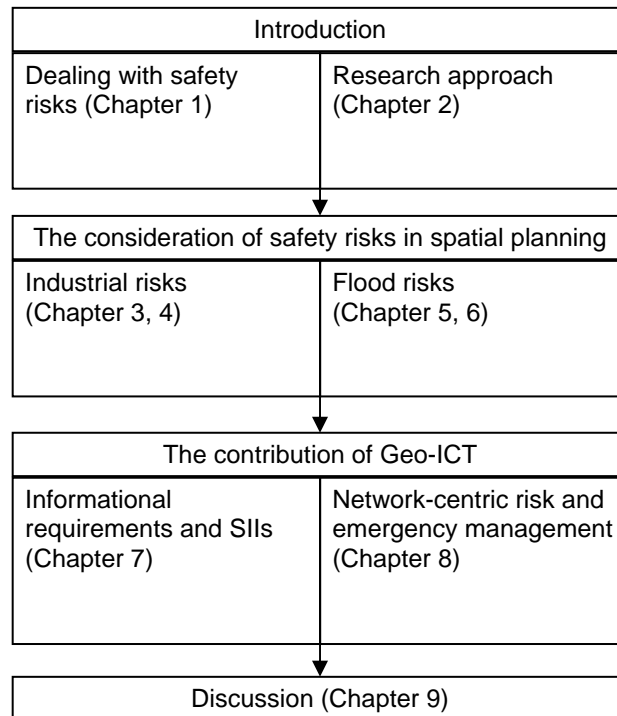 Introduction
Dealing with safety
risks (Chapter 1)
Research approach
(Chapter 2)
The consideration of safety risks in spatial planning
Industrial risks
(Chapter 3, 4)
Flood risks
(Chapter 5, 6)
The contribution of Geo-ICT
Informational
requirements and SIIs
(Chapter 7)
Network-centric risk and
emergency management
(Chapter 8)
Discussion (Chapter 9)